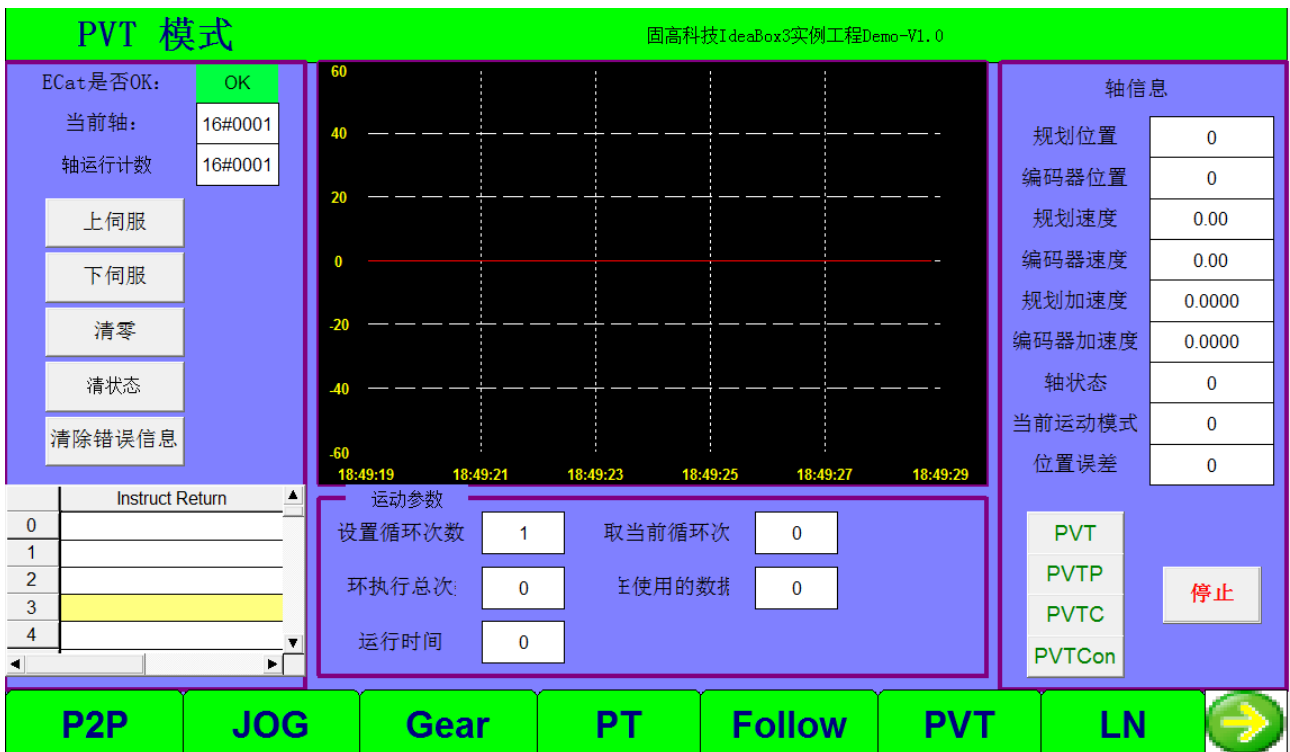 PVT 模式
固高科技IdeaBox3实例工程Demo-V1.0
ECat是否OK:
OK
当前轴:
16#0001
轴运行计数
16#0001
上伺服
下伺服
清零
清状态
清除错误信息
Instruct Return
0
1
2
3
4
60
40
20
0
-20
-40
-60
18:49:19
18:49:21
18:49:23
18:49:25
18:49:27
18:49:29
运动参数
设置循环次数
1
取当前循环次
0
环执行总次
0
使用的数据
0
运行时间
0
轴信息
规划位置
0
编码器位置
0
规划速度
0.00
编码器速度
0.00
规划加速度
0.0000
编码器加速度
0.0000
轴状态
0
当前运动模式
0
位置误差
0
PVT
PVTP
PVTC
PVTCon
停止
P2P
JOG
Gear
PT
Follow
PVT
LN